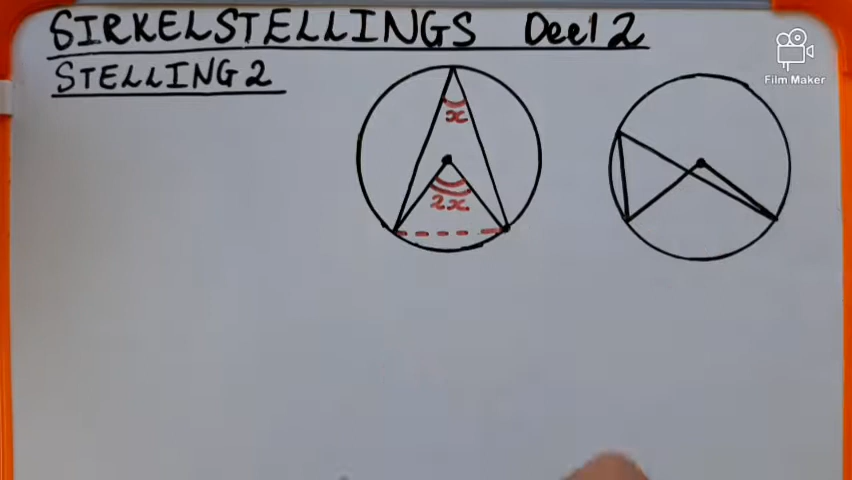 SIRKELSTELLINGS Deel 2
STELLING 2
x
2x
Film Maker